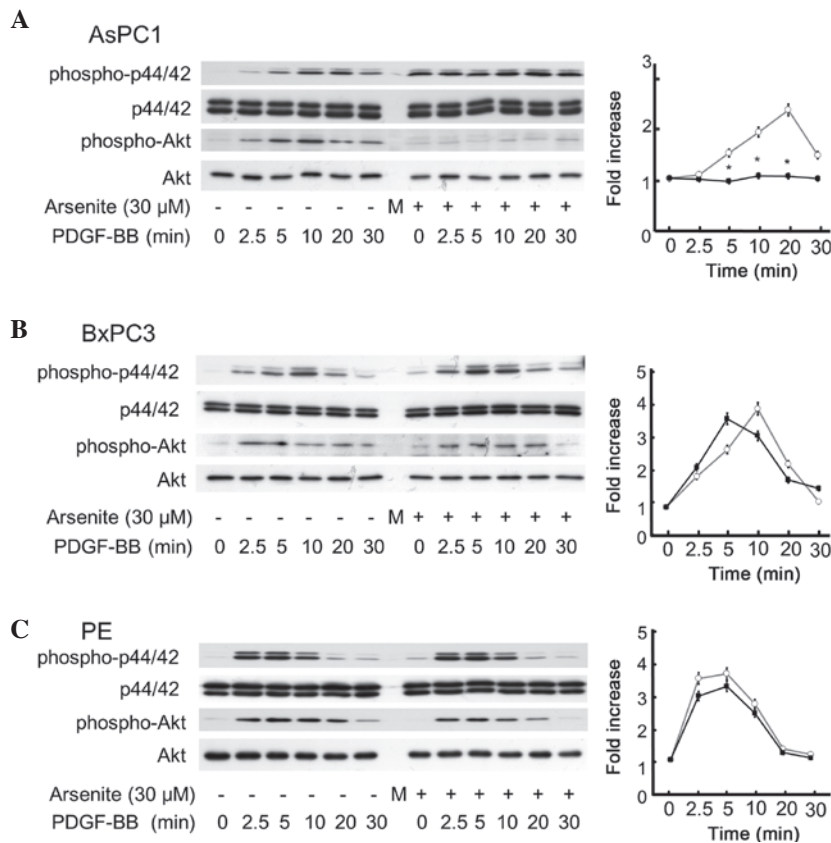 A
AsPC1
phospho-p44/42
p44/42
phospho-Akt
Akt
Arsenite (30 µM) - - - - - - M + + + + + +
PDGF-BB (min) 0 2.5 5 10 20 30 0 2.5 5 10 20 30
Fold increase
3
2
1
0
* * *
0 2.5 5 10 20 30
Time (min)
B
BxPC3
phospho-p44/42
p44/42
phospho-Akt
Akt
Arsenite (30 µM) - - - - - - M + + + + + +
PDGF-BB (min) 0 2.5 5 10 20 30 0 2.5 5 10 20 30
Fold increase
5
4
3
2
1
0
0 2.5 5 10 20 30
Time (min)
C
PE
phospho-p44/42
p44/42
phospho-Akt
Akt
Arsenite (30 µM) - - - - - - M + + + + + +
PDGF-BB (min) 0 2.5 5 10 20 30 0 2.5 5 10 20 30
Fold increase
5
4
3
2
1
0
0 2.5 5 10 20 30
Time (min)